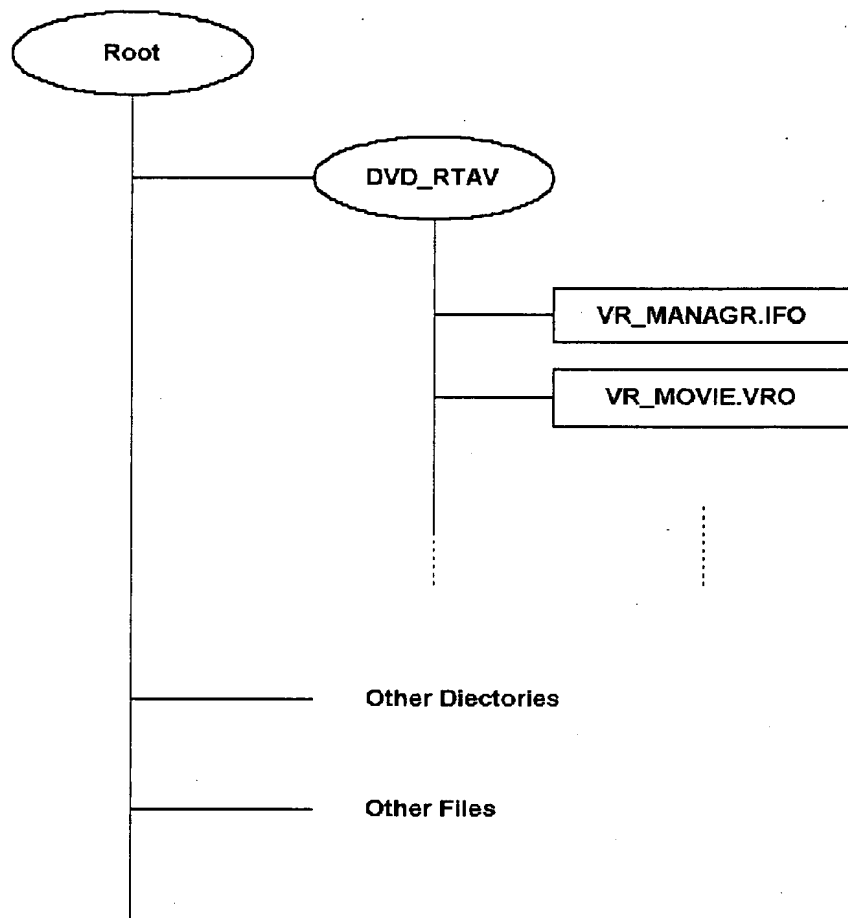 Root
DVD_RTAV
VR_MANAGR.IFO
VR_MOVIE.VRO
Other Diectories
Other Files